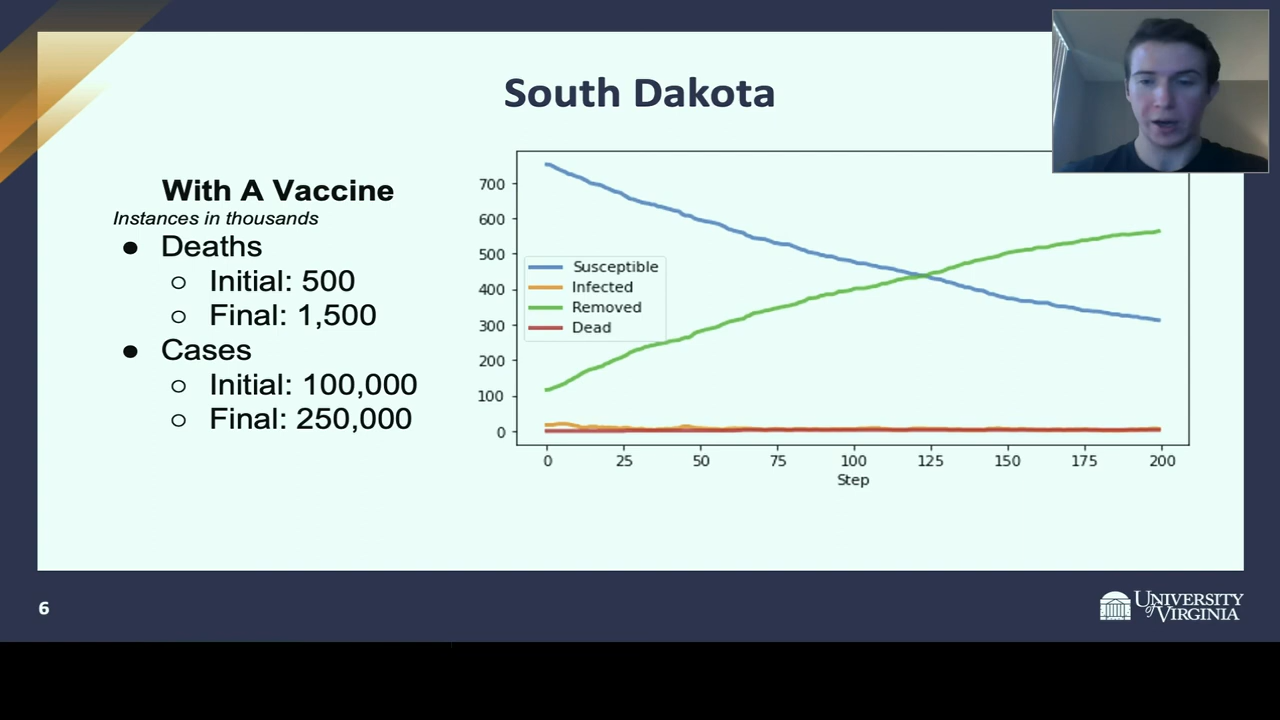 South Dakota
With A Vaccine
Instances in thousands
● Deaths
○ Initial: 500
○ Final: 1,500
● Cases
○ Initial: 100,000
○ Final: 250,000
700
600
500
400
300
200
100
0
Susceptible
Infected
Removed
Dead
0 25 50 75 100 125 150 175 200
Step
6
UNIVERSITY
of VIRGINIA